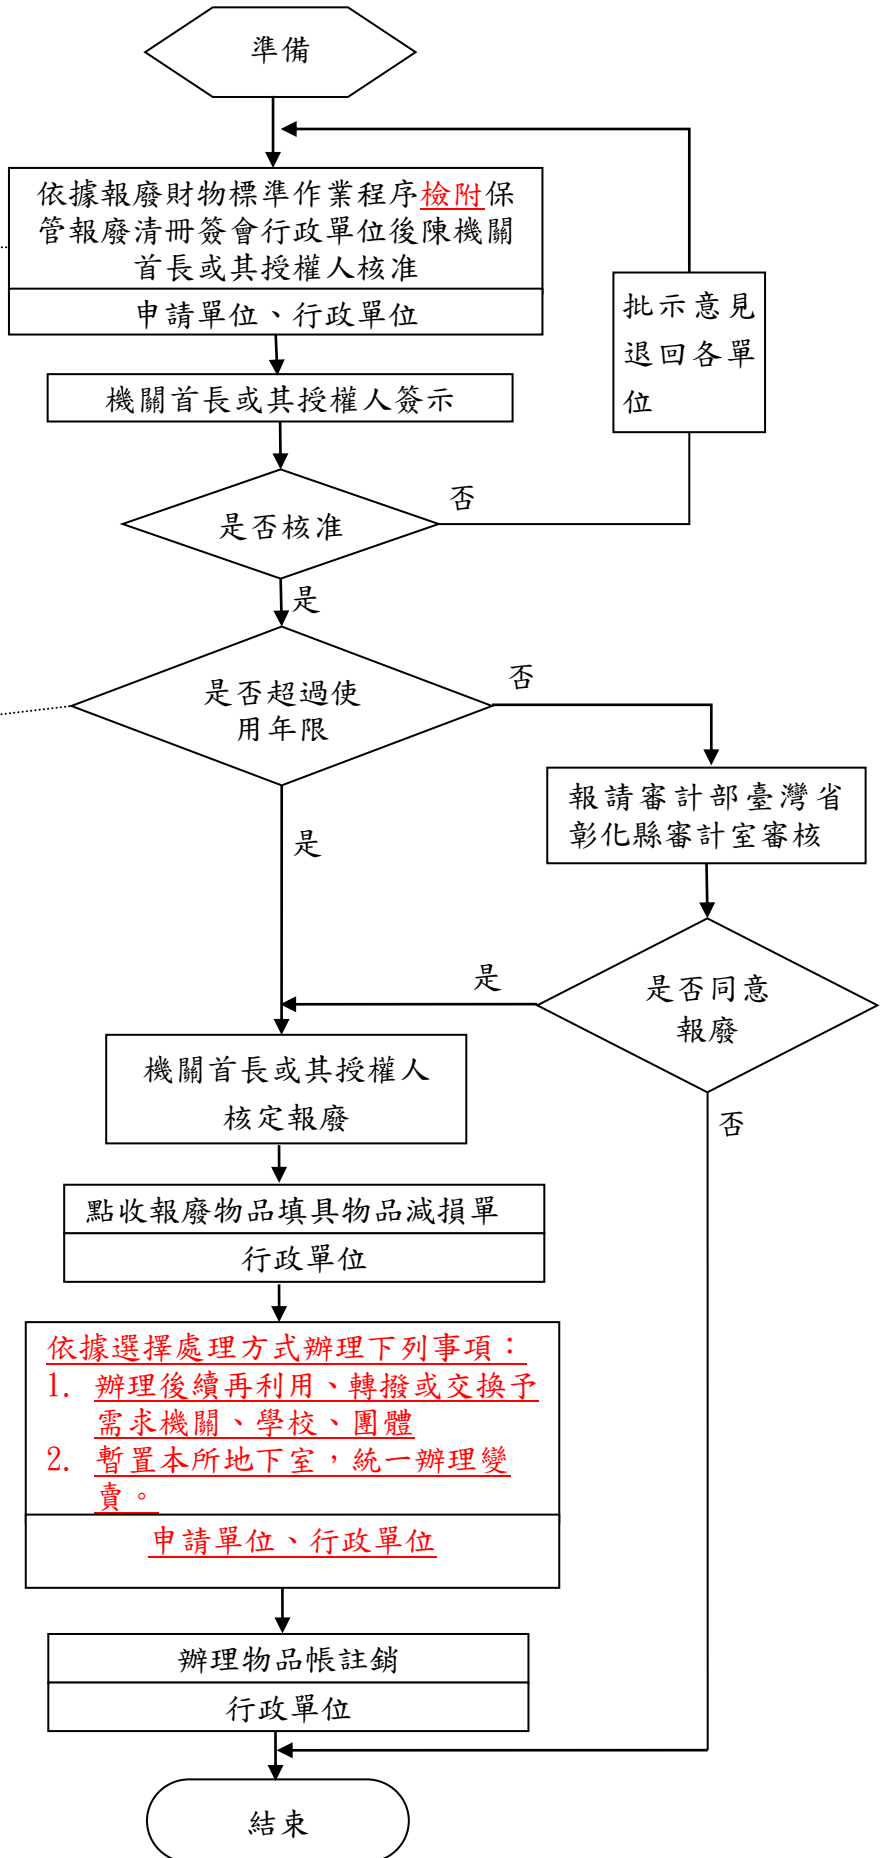 準備
依據報廢財物標準作業程序檢附保
管報廢清冊簽會行政單位後陳機關
首長或其授權人核准
申請單位、行政單位
批示意見
退回各單
位
機關首長或其授權人簽示
否
是否核准
是
否
是否超過使
用年限
報請審計部臺灣省
彰化縣審計室審核
是
是
是否同意
報廢
機關首長或其授權人
核定報廢
否
點收報廢物品填具物品減損單
行政單位
依據選擇處理方式辦理下列事項：
1. 辦理後續再利用、轉撥或交換予
需求機關、學校、團體
2. 暫置本所地下室，統一辦理變
賣。
申請單位、行政單位
辦理物品帳註銷
行政單位
結束